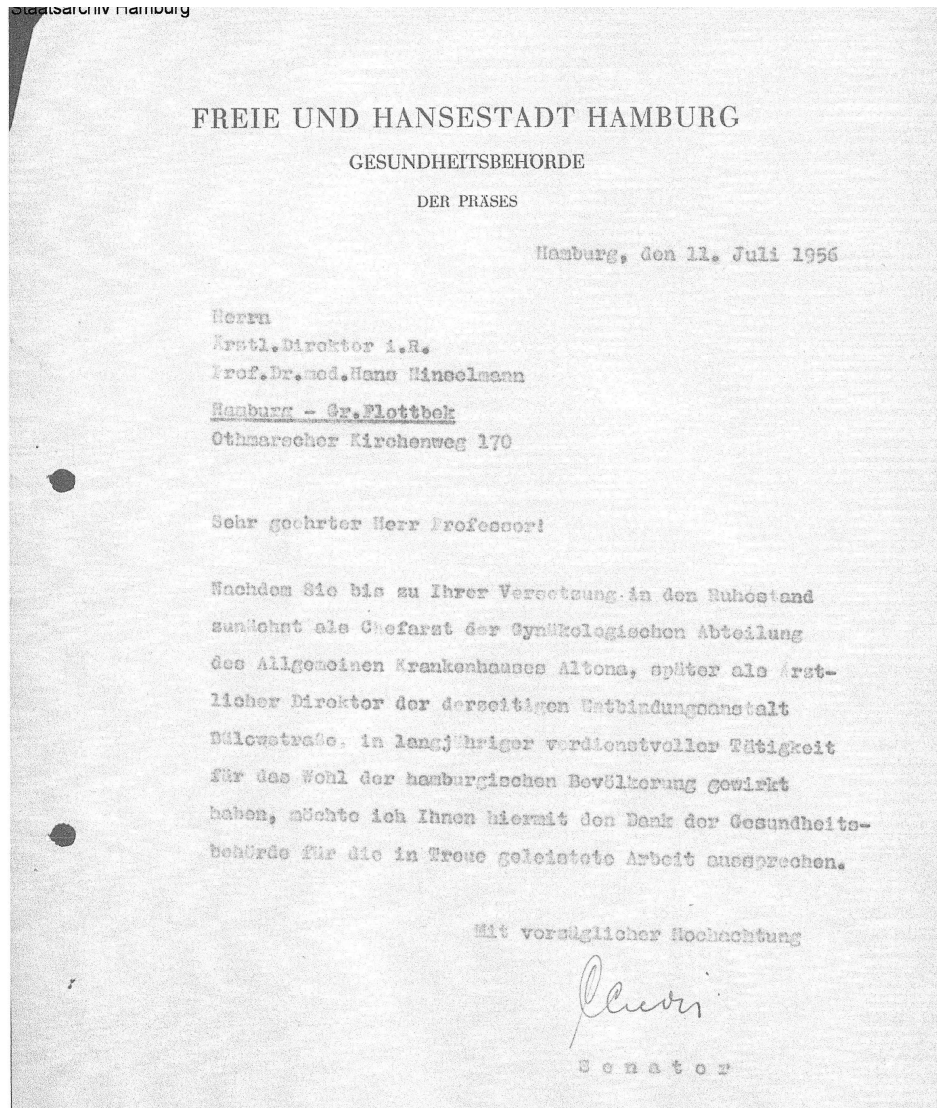 Staatsarchiv Hamburg
FREIE UND HANSESTADT HAMBURG
GESUNDHEITSBEHÖRDE
DER PRÄSES
Hamburg, den 11. Juli 1956
Herrn
Ärztl.Direktor i.R.
Prof.Dr.med.Hans Hinselmann
Hamburg - Gr.Flottbek
Othmarscher Kirchenweg 170
Sehr geehrter Herr Professor!
Nachdem Sie bis zu Ihrer Versetzung in den Ruhestand
zunächst als Chefarzt der Gynäkologischen Abteilung
des Allgemeinen Krankenhauses Altona, später als Ärzt-
licher Direktor der derzeitigen Entbindungsanstalt
Bülowstraße, in langjähriger verdienstvoller Tätigkeit
für das Wohl der hamburgischen Bevölkerung gewirkt
haben, möchte ich Ihnen hiermit den Dank der Gesundheits-
behörde für die in Treue geleistete Arbeit aussprechen.
Mit vorzüglicher Hochachtung
Senator